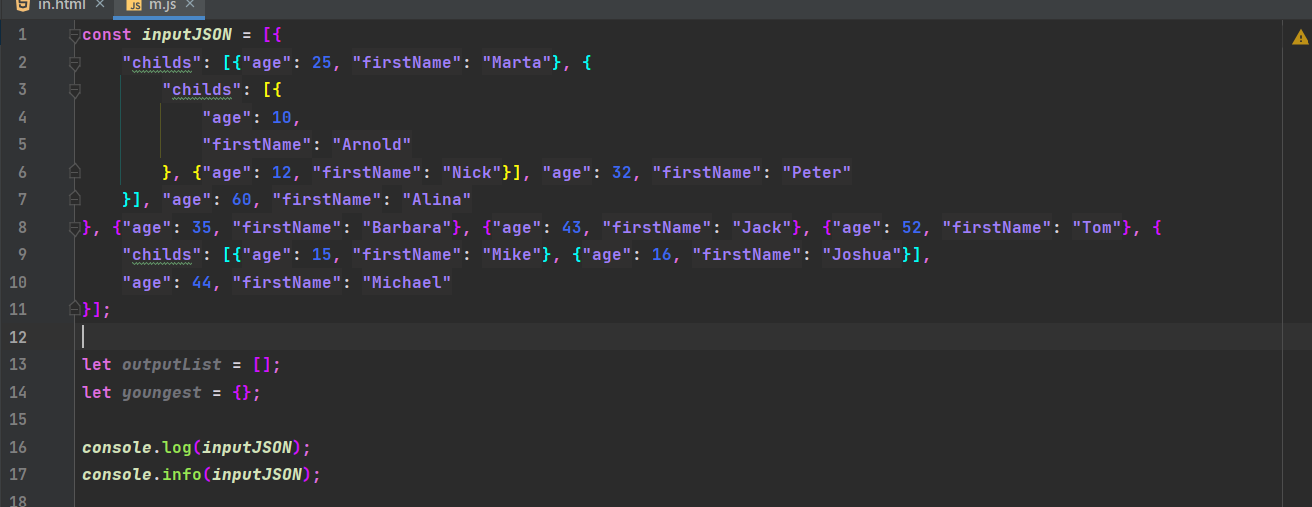 in.html × JS m.js ×
1 const inputJSON = [{
2     "childs": [{"age": 25, "firstName": "Marta"}, {
3         "childs": [{
4             "age": 10,
5             "firstName": "Arnold"
6         }, {"age": 12, "firstName": "Nick"}], "age": 32, "firstName": "Peter"
7     }], "age": 60, "firstName": "Alina"
8 }, {"age": 35, "firstName": "Barbara"}, {"age": 43, "firstName": "Jack"}, {"age": 52, "firstName": "Tom"}, {
9     "childs": [{"age": 15, "firstName": "Mike"}, {"age": 16, "firstName": "Joshua"}],
10     "age": 44, "firstName": "Michael"
11 }];
12
13 let outputList = [];
14 let youngest = {};
15
16 console.log(inputJSON);
17 console.info(inputJSON);
18